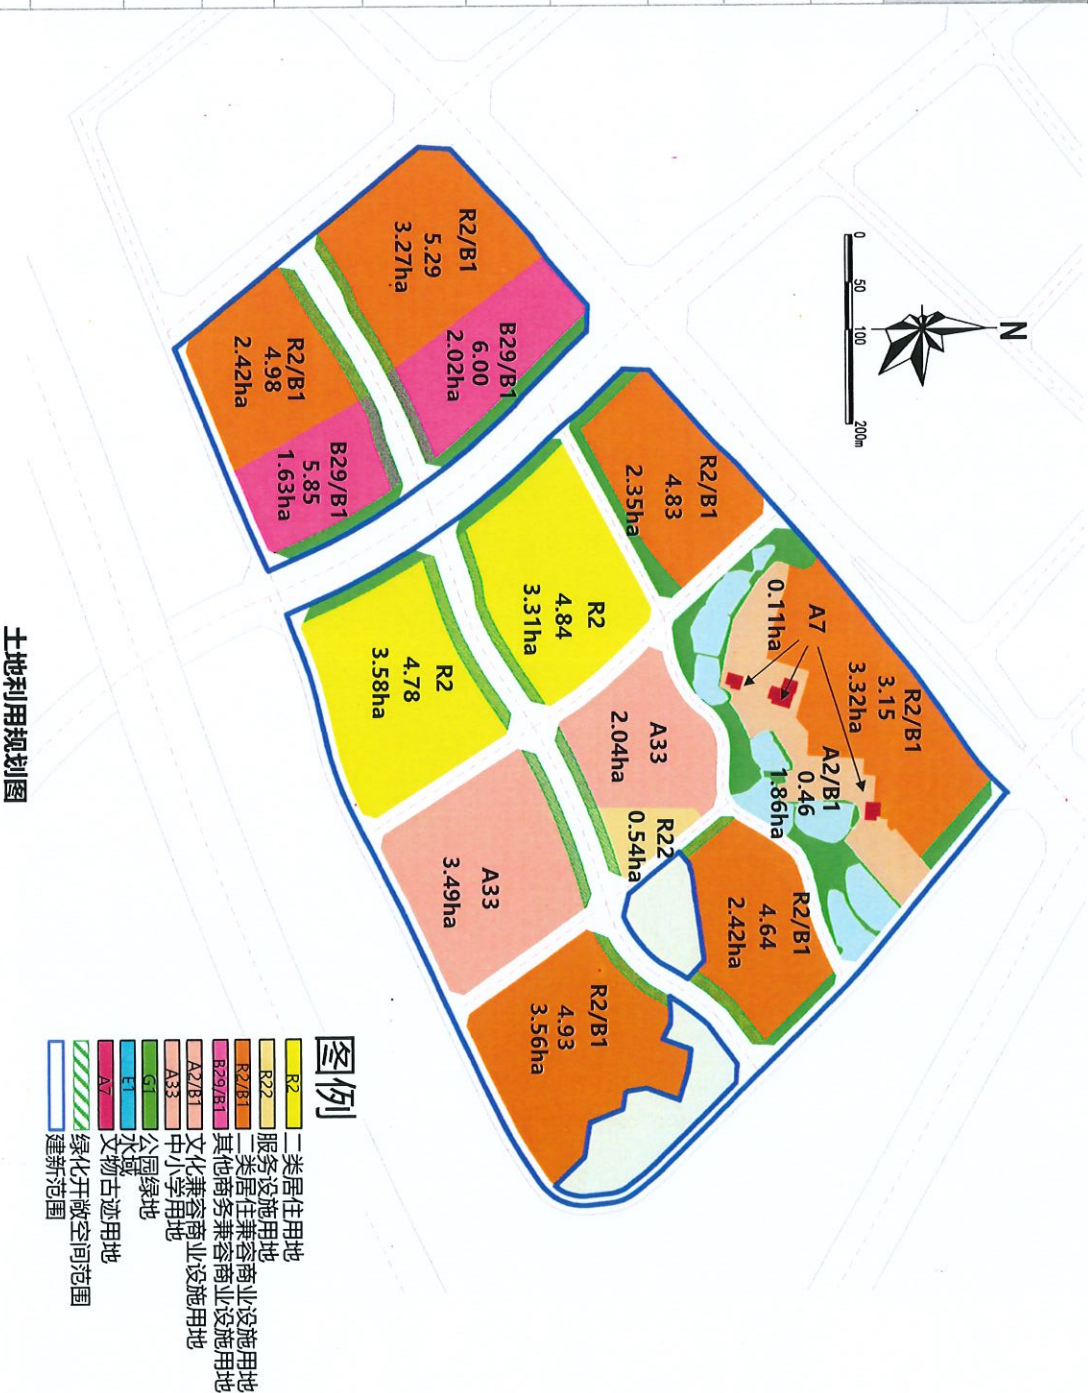 N
0 50 100 200m
R2/B1
3.15
3.32ha
A7
0.11ha
A2/B1
0.46
1.86ha
R2/B1
4.83
2.35ha
R2/B1
5.29
3.27ha
B29/B1
6.00
2.02ha
R2/B1
4.98
2.42ha
B29/B1
5.85
1.63ha
R2
4.84
3.31ha
R2
4.78
3.58ha
A33
2.04ha
R22
0.54ha
R2/B1
4.64
2.42ha
A33
3.49ha
R2/B1
4.93
3.56ha
图例
R2 二类居住用地
R22 服务设施用地
R2/B1 二类居住兼容商业设施用地
B29/B1 其他商务兼容商业设施用地
A2/B1 文化兼容商业设施用地
A33 中小学用地
G1 公园绿地
E1 水域
A7 文物古迹用地
绿化开敞空间范围
建新范围
土地利用规划图